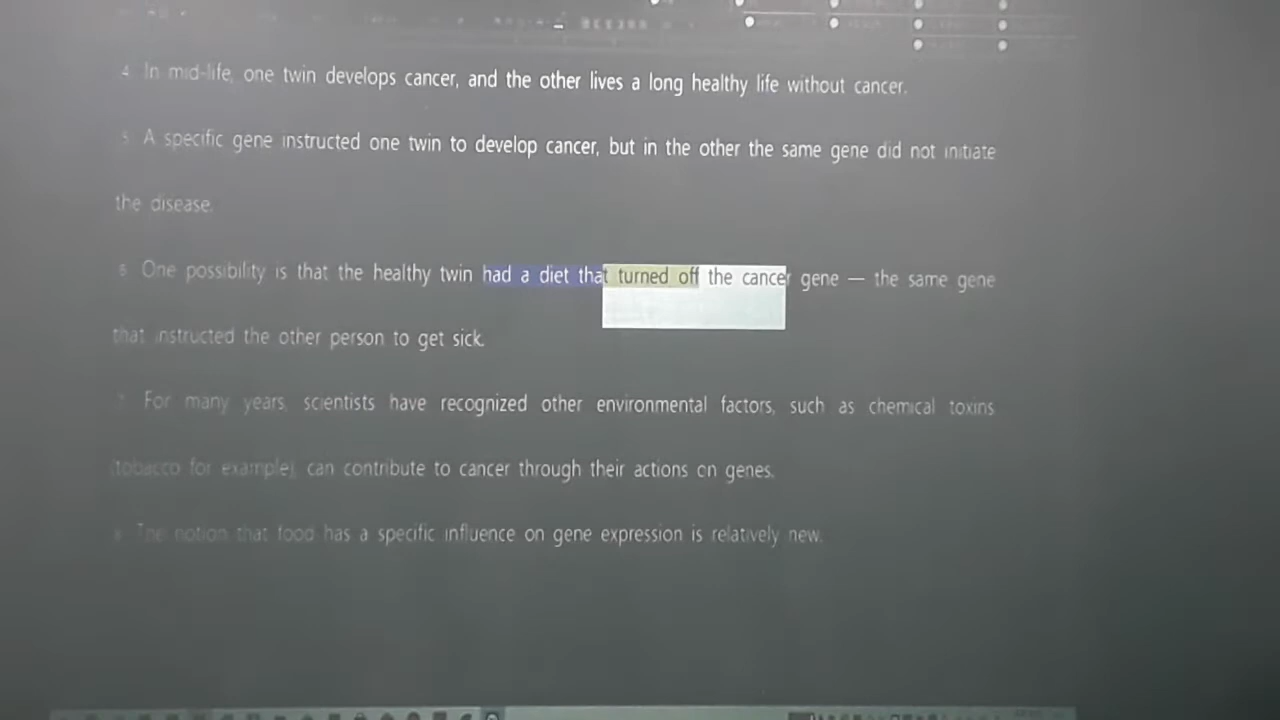 4 In mid-life, one twin develops cancer, and the other lives a long healthy life without cancer.
5 A specific gene instructed one twin to develop cancer, but in the other the same gene did not initiate
the disease.
6 One possibility is that the healthy twin had a diet that turned off the cancer gene — the same gene
that instructed the other person to get sick.
7 For many years, scientists have recognized other environmental factors, such as chemical toxins
(tobacco for example), can contribute to cancer through their actions on genes.
8 The notion that food has a specific influence on gene expression is relatively new.